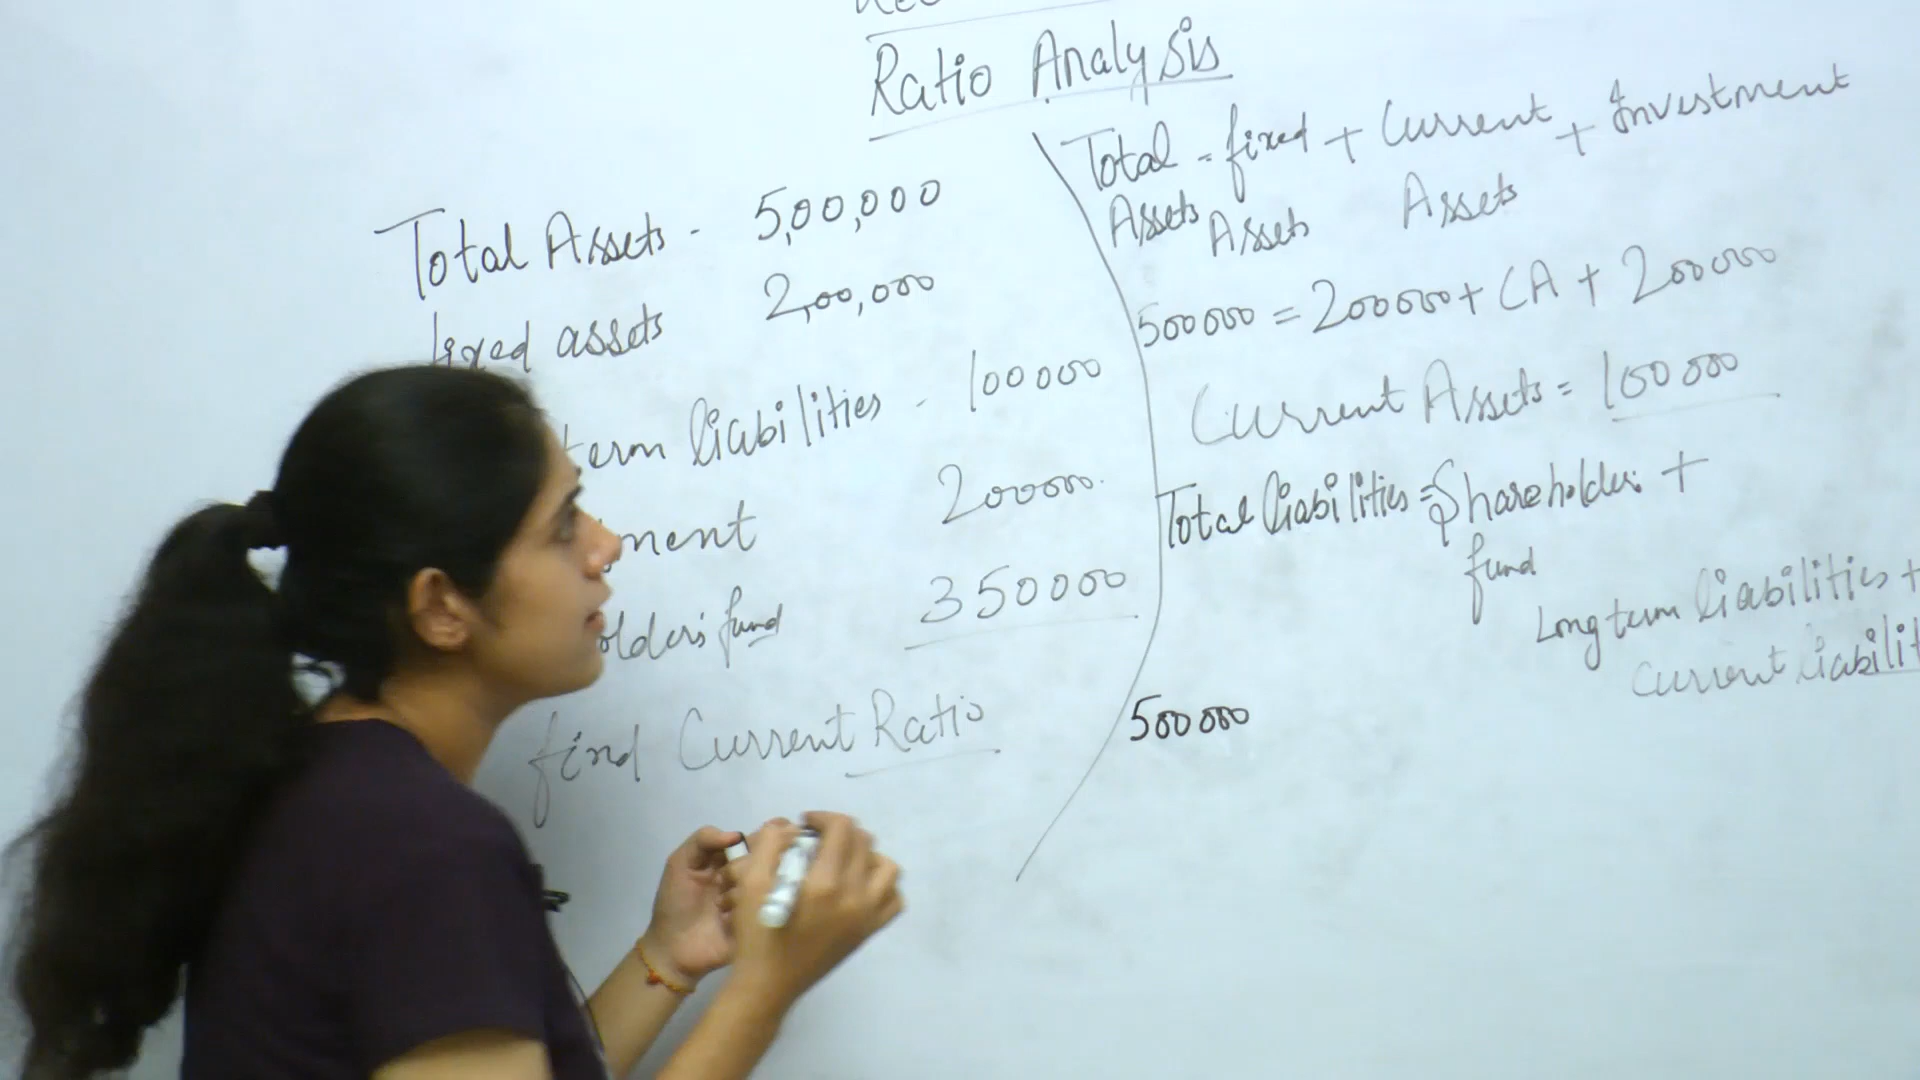 Ratio Analysis
Total Assets - 5,00,000
fixed assets 2,00,000
term liabilities - 100000
ment 200000
olders fund 350000
find Current Ratio
Total = fixed + Current + Investment
Assets Assets Assets
500000 = 200000 + CA + 200000
Current Assets = 100000
Total liabilities = Shareholders +
fund
Long term liabilities +
Current liabilit
500000